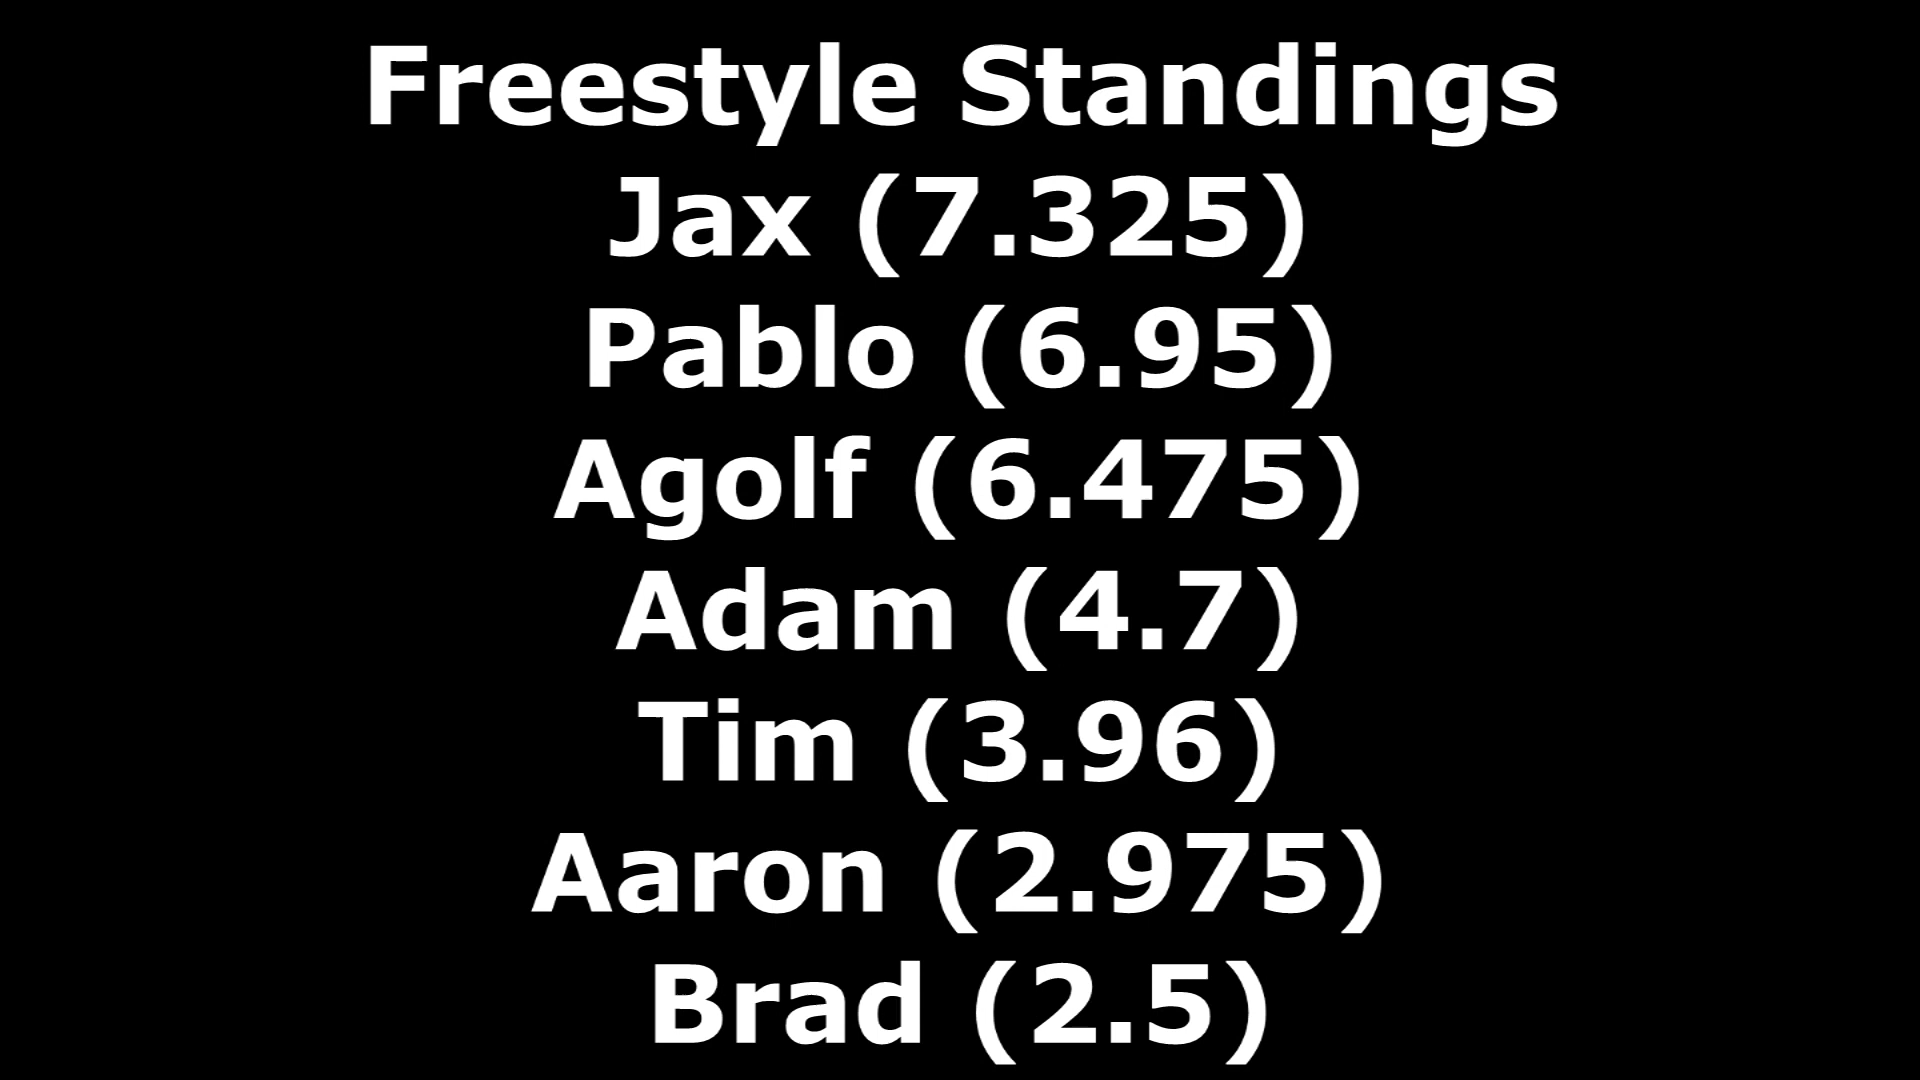 Freestyle Standings
Jax (7.325)
Pablo (6.95)
Agolf (6.475)
Adam (4.7)
Tim (3.96)
Aaron (2.975)
Brad (2.5)